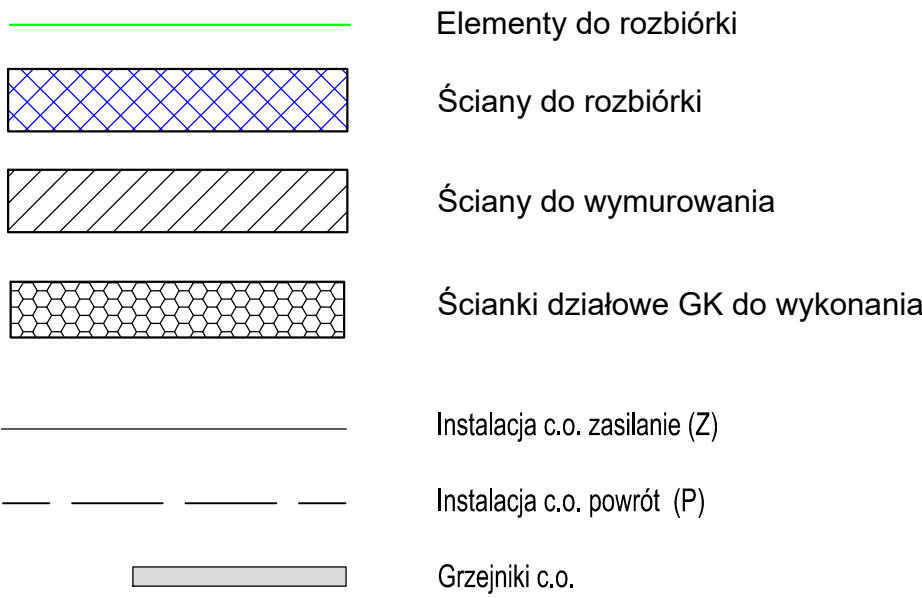 Elementy do rozbiórki
Ściany do rozbiórki
Ściany do wymurowania
Ścianki działowe GK do wykonania
Instalacja c.o. zasilanie (Z)
Instalacja c.o. powrót (P)
Grzejniki c.o.